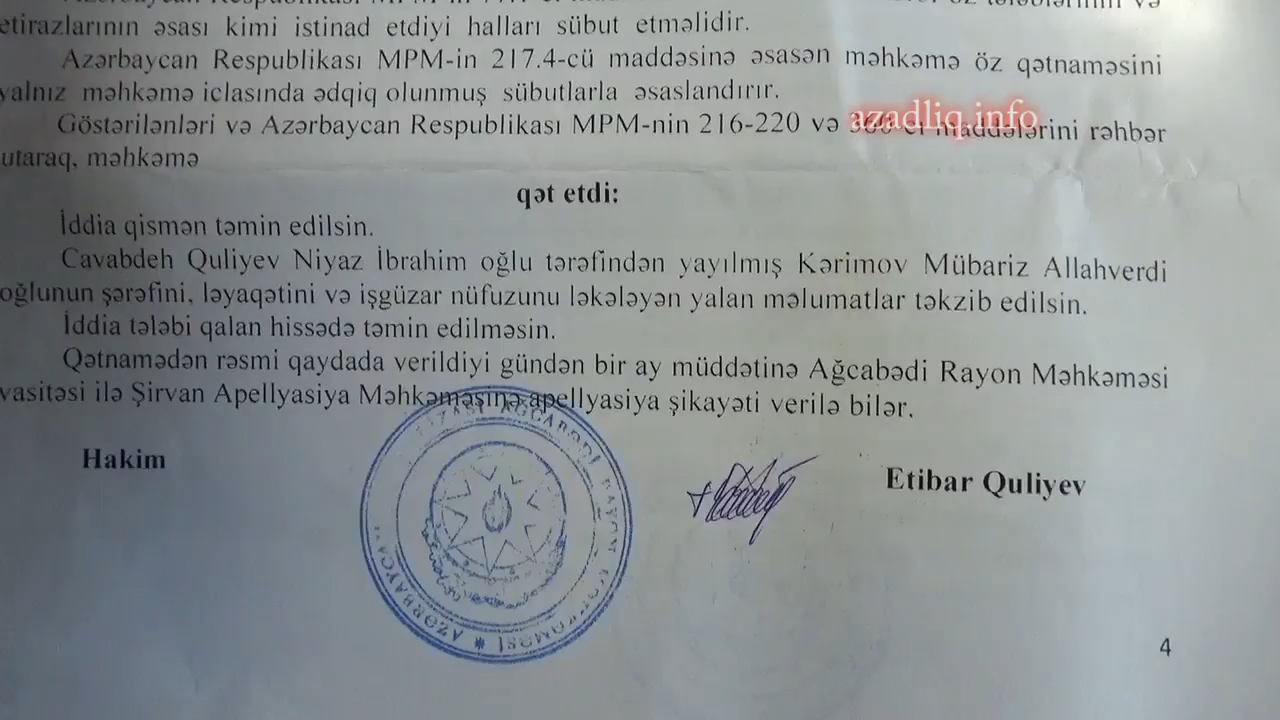 etirazlarının əsası kimi istinad etdiyi halları sübut etməlidir.
Azərbaycan Respublikası MPM-in 217.4-cü maddəsinə əsasən məhkəmə öz qətnaməsini
yalnız məhkəmə iclasında ədqiq olunmuş sübutlarla əsaslandırır.
Göstərilənləri və Azərbaycan Respublikası MPM-nin 216-220 və maddələrini rəhbər
azadliq.info
utaraq, məhkəmə
qət etdi:
İddia qismən təmin edilsin.
Cavabdeh Quliyev Niyaz İbrahim oğlu tərəfindən yayılmış Kərimov Mübariz Allahverdi
oğlunun şərəfini, ləyaqətini və işgüzar nüfuzunu ləkələyən yalan məlumatlar təkzib edilsin.
İddia tələbi qalan hissədə təmin edilməsin.
Qətnamədən rəsmi qaydada verildiyi gündən bir ay müddətinə Ağcabədi Rayon Məhkəməsi
vasitəsi ilə Şirvan Apellyasiya Məhkəməsinə apellyasiya şikayəti verilə bilər.
Hakim
Etibar Quliyev
AĞCABƏDİ RAYON MƏHKƏMƏSİ * AZƏRBAYCAN
4